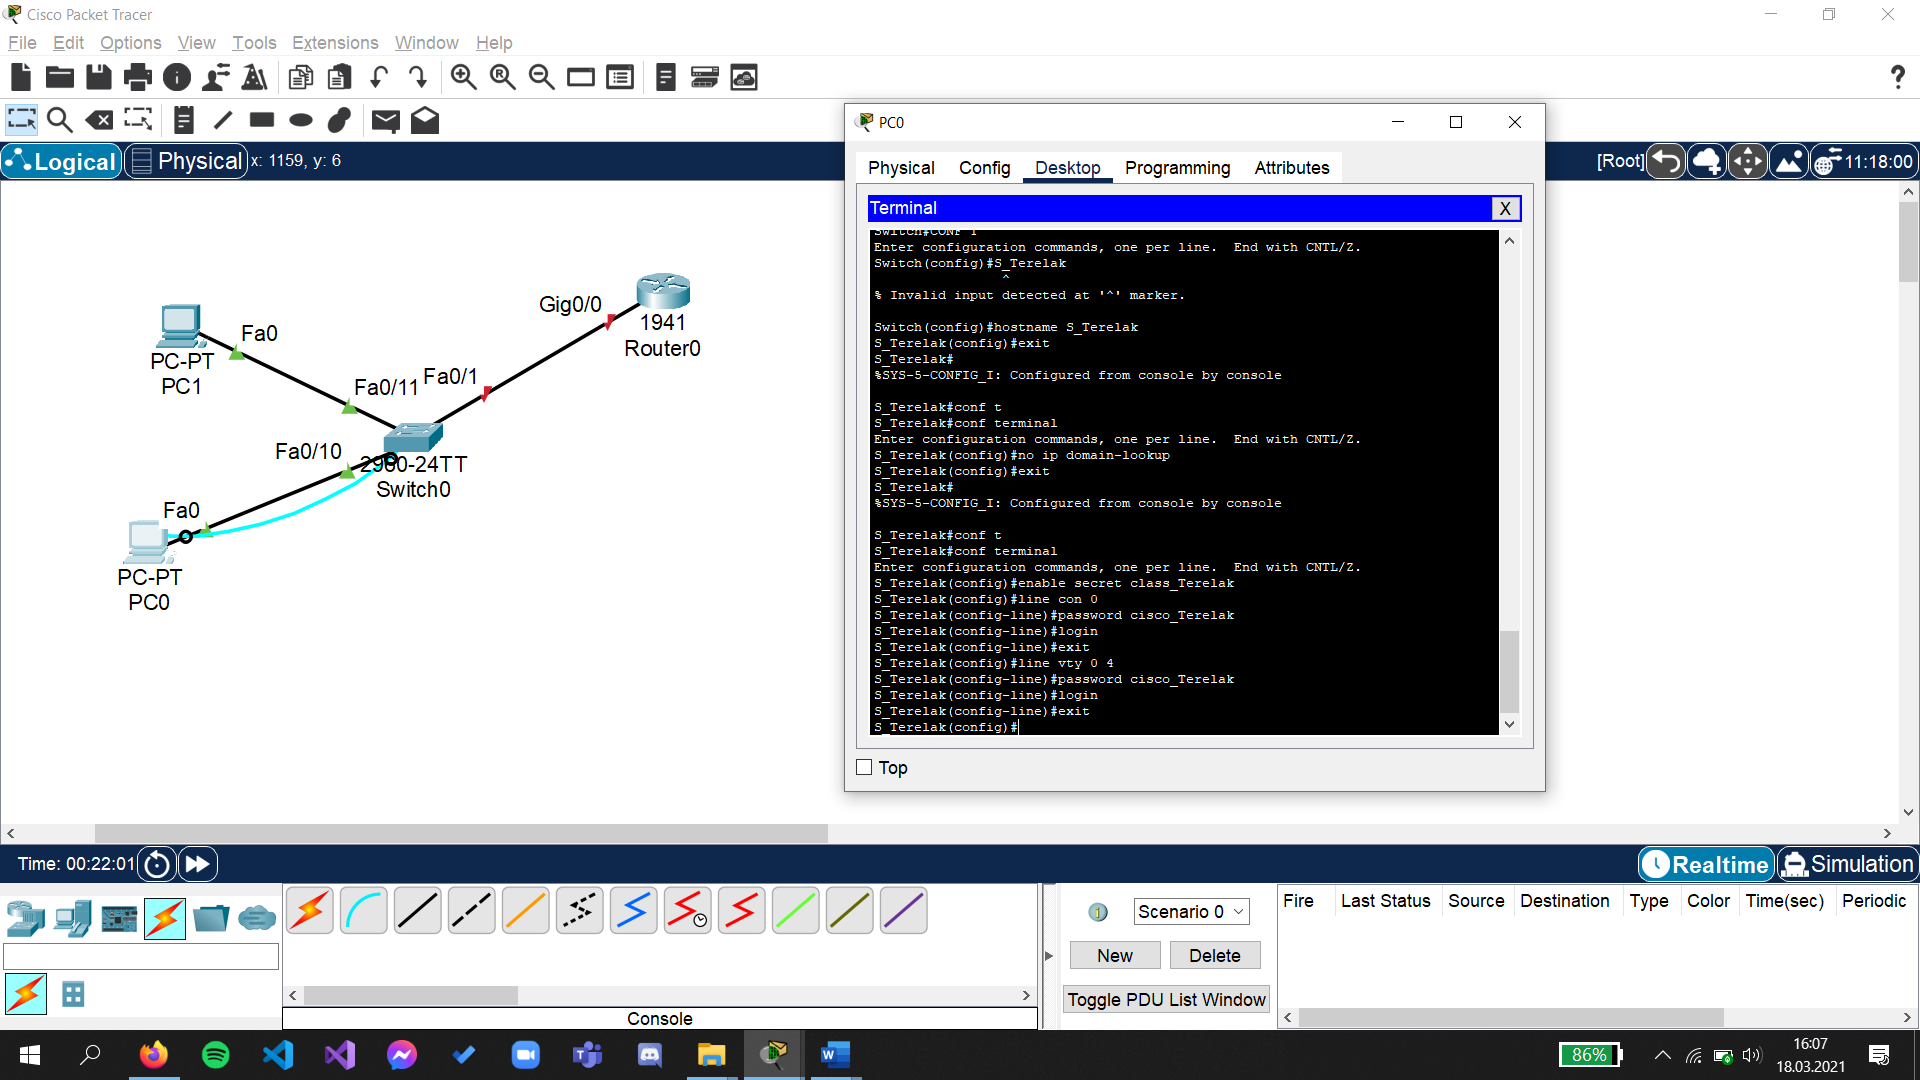 Cisco Packet Tracer
File Edit Options View Tools Extensions Window Help
Logical Physical x: 1159, y: 6
[Root] 11:18:00
PC0
Physical Config Desktop Programming Attributes
Terminal X
Switch#CONF T
Enter configuration commands, one per line.  End with CNTL/Z.
Switch(config)#S_Terelak
^
% Invalid input detected at '^' marker.
Switch(config)#hostname S_Terelak
S_Terelak(config)#exit
S_Terelak#
%SYS-5-CONFIG_I: Configured from console by console
S_Terelak#conf t
S_Terelak#conf terminal
Enter configuration commands, one per line.  End with CNTL/Z.
S_Terelak(config)#no ip domain-lookup
S_Terelak(config)#exit
S_Terelak#
%SYS-5-CONFIG_I: Configured from console by console
S_Terelak#conf t
S_Terelak#conf terminal
Enter configuration commands, one per line.  End with CNTL/Z.
S_Terelak(config)#enable secret class_Terelak
S_Terelak(config)#line con 0
S_Terelak(config-line)#password cisco_Terelak
S_Terelak(config-line)#login
S_Terelak(config-line)#exit
S_Terelak(config)#line vty 0 4
S_Terelak(config-line)#password cisco_Terelak
S_Terelak(config-line)#login
S_Terelak(config-line)#exit
S_Terelak(config)#
Top
Gig0/0
1941
Router0
Fa0
PC-PT
PC1
Fa0/11
Fa0/1
Fa0/10
2960-24TT
Switch0
Fa0
PC-PT
PC0
Time: 00:22:01
Realtime Simulation
Scenario 0
New Delete
Toggle PDU List Window
Fire Last Status Source Destination Type Color Time(sec) Periodic
Console
86%
16:07
18.03.2021